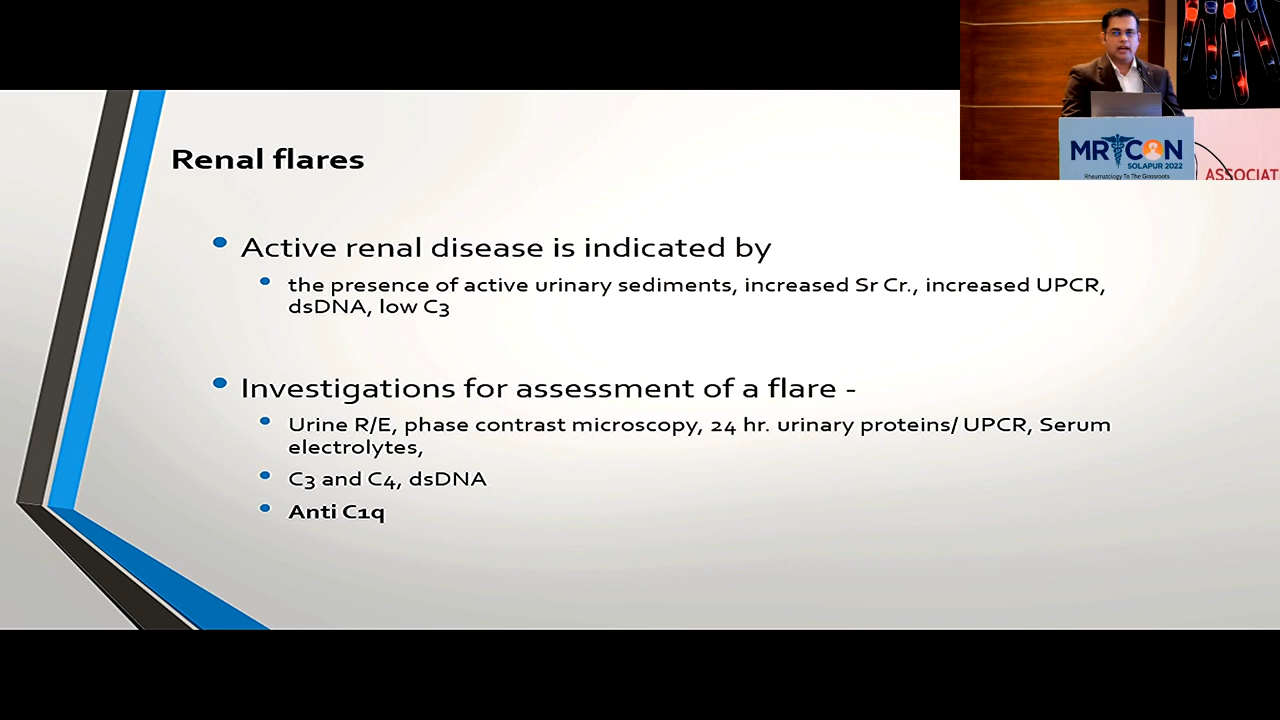 Renal flares
Active renal disease is indicated by
the presence of active urinary sediments, increased Sr Cr., increased UPCR,
dsDNA, low C3
Investigations for assessment of a flare -
Urine R/E, phase contrast microscopy, 24 hr. urinary proteins/ UPCR, Serum
electrolytes,
C3 and C4, dsDNA
Anti C1q
MRCON
SOLAPUR 2022
Rheumatology To The Grassroots
ASSOCIAT